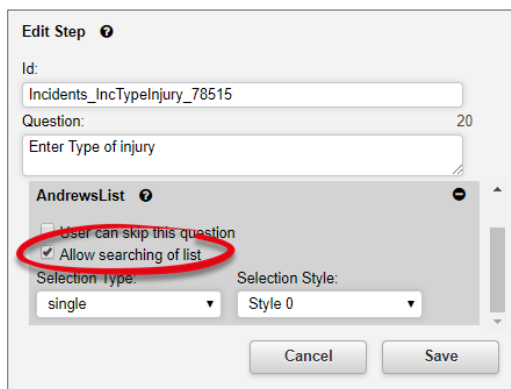 Edit Step
Id:
Incidents_IncTypeInjury_78515
Question: 20
Enter Type of injury
AndrewsList
User can skip this question
Allow searching of list
Selection Type: Selection Style:
single Style 0
Cancel Save